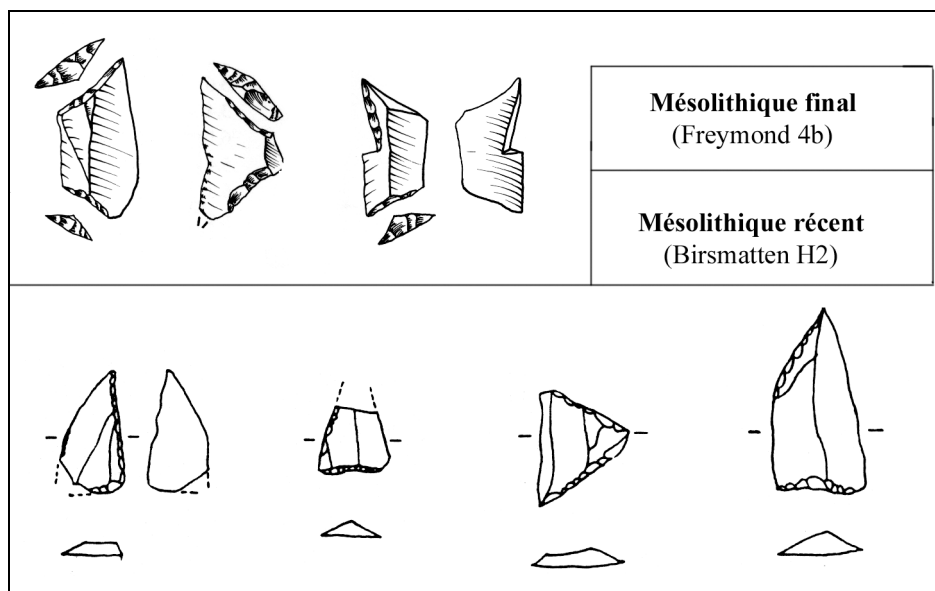 Mésolithique final
(Freymond 4b)
Mésolithique récent
(Birsmatten H2)